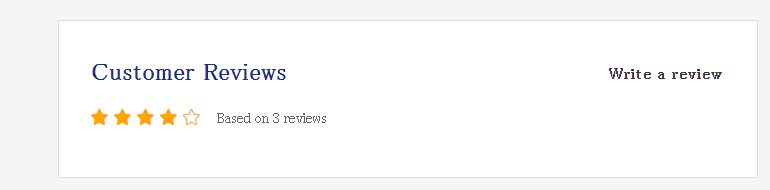 Customer Reviews
Write a review
Based on 3 reviews